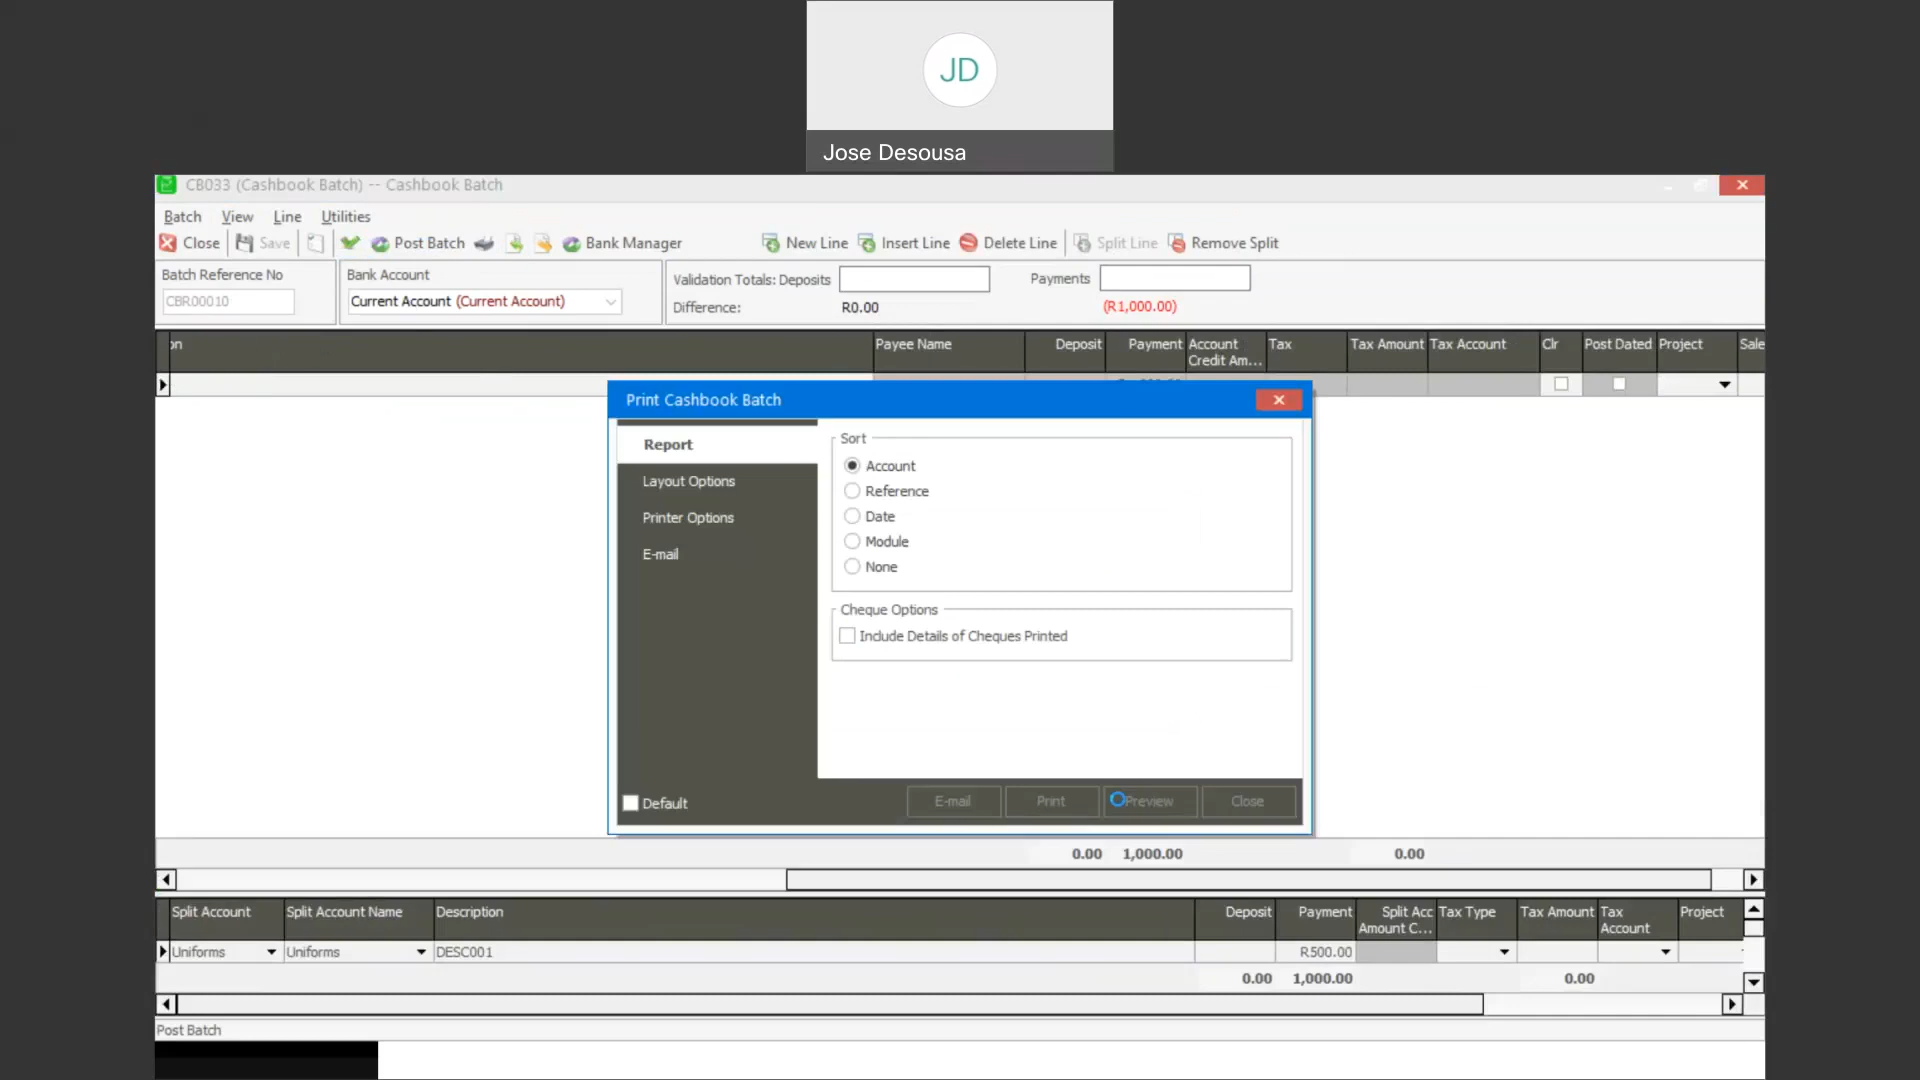 JD
Jose Desousa
CB033 (Cashbook Batch) -- Cashbook Batch
Batch View Line Utilities
Close Save Post Batch Bank Manager New Line Insert Line Delete Line Split Line Remove Split
Batch Reference No Bank Account Validation Totals: Deposits Payments
CBR00010 Current Account (Current Account) Difference: R0.00 (R1,000.00)
on Payee Name Deposit Payment Account Tax Tax Amount Tax Account Clr Post Dated Project Sale
Credit Am...
Print Cashbook Batch
Report
Layout Options
Printer Options
E-mail
Sort
Account
Reference
Date
Module
None
Cheque Options
Include Details of Cheques Printed
Default E-mail Print Preview Close
0.00 1,000.00 0.00
Split Account Split Account Name Description Deposit Payment Split Acc Tax Type Tax Amount Tax Project
Amount C... Account
Uniforms Uniforms DESC001 R500.00
0.00 1,000.00 0.00
Post Batch